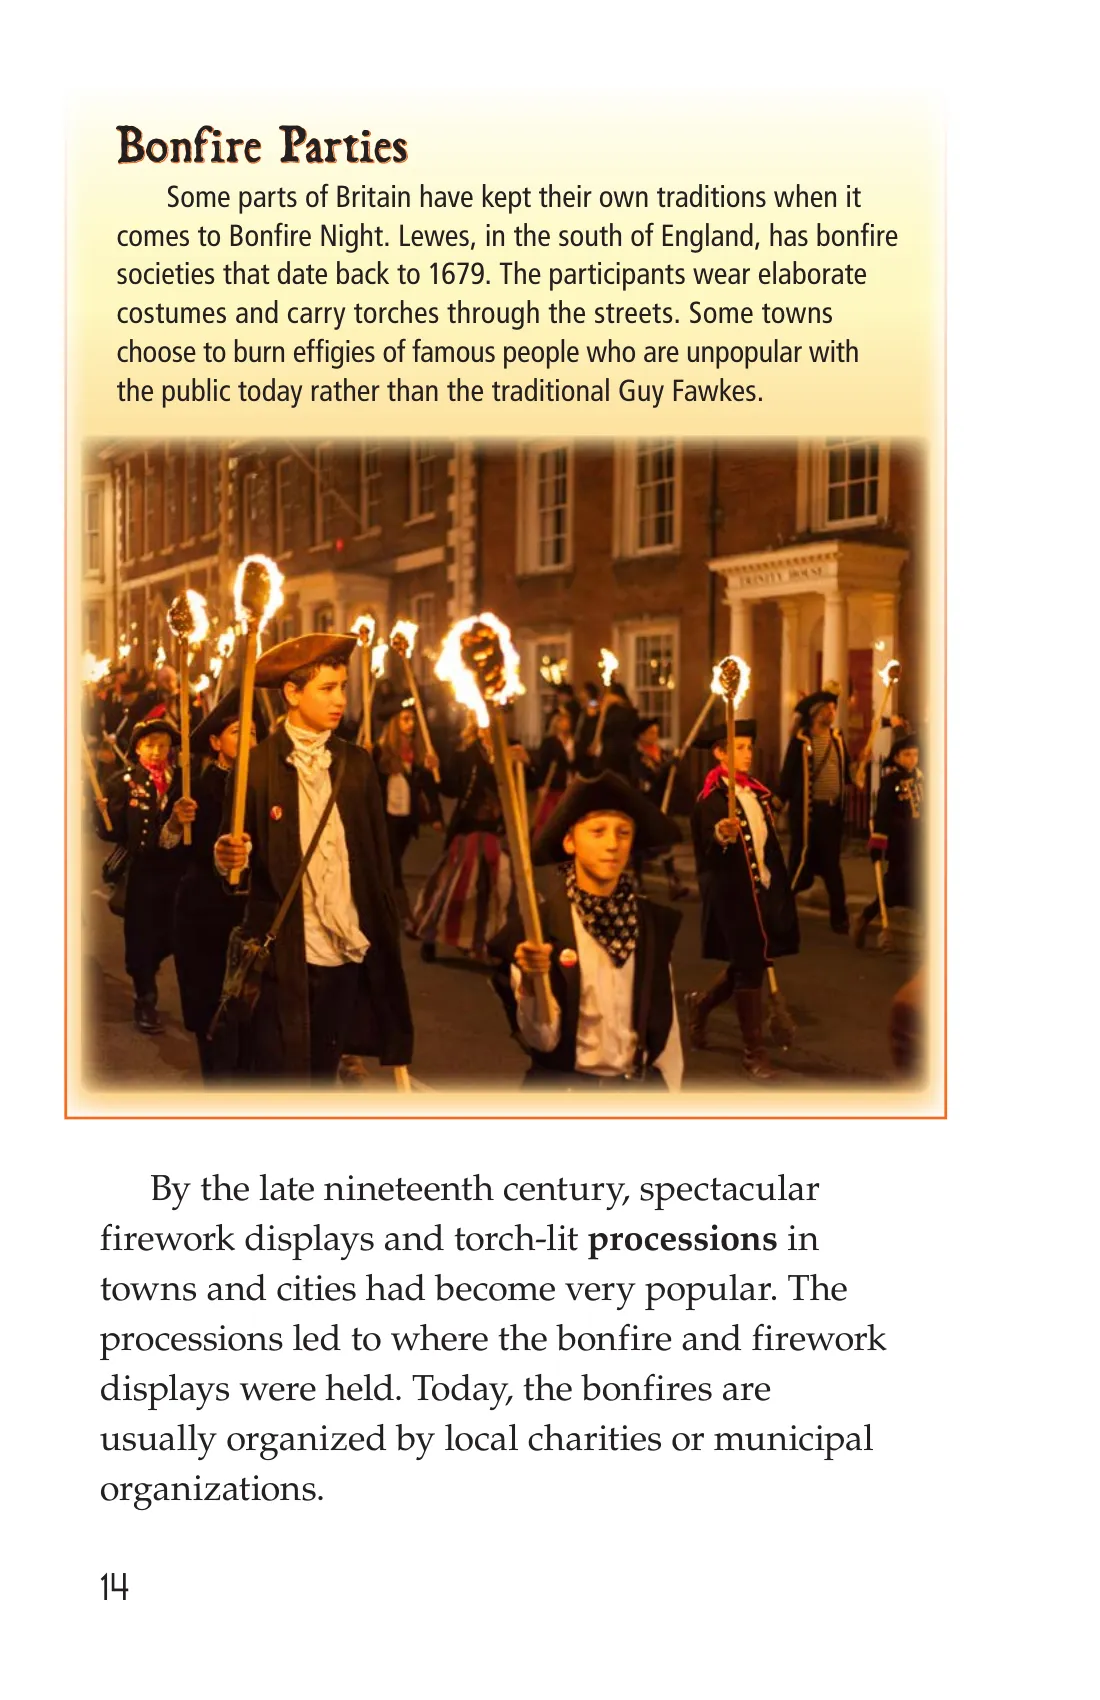 Bonfire Parties
Some parts of Britain have kept their own traditions when it
comes to Bonfire Night. Lewes, in the south of England, has bonfire
societies that date back to 1679. The participants wear elaborate
costumes and carry torches through the streets. Some towns
choose to burn effigies of famous people who are unpopular with
the public today rather than the traditional Guy Fawkes.
TRINITY HOUSE
By the late nineteenth century, spectacular
firework displays and torch-lit processions in
towns and cities had become very popular. The
processions led to where the bonfire and firework
displays were held. Today, the bonfires are
usually organized by local charities or municipal
organizations.
14